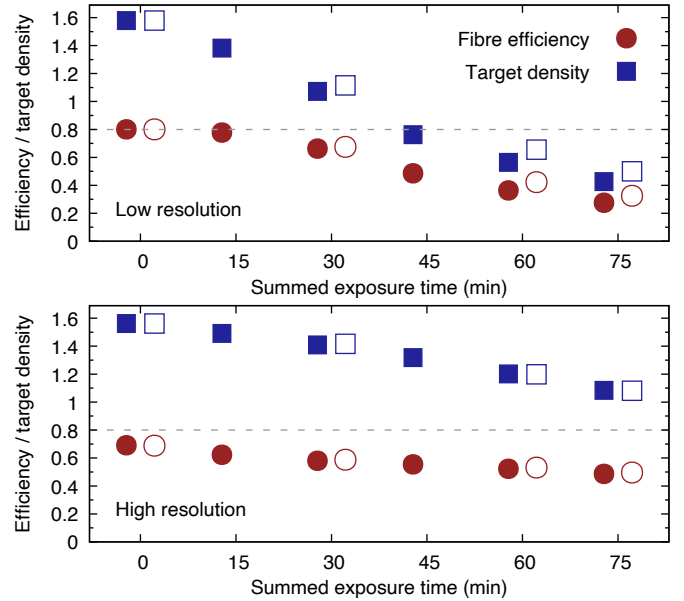 1.6
1.4
1.2
1
0.8
0.6
0.4
0.2
0
Efficiency / target density
Fibre efficiency
Target density
Low resolution
0 15 30 45 60 75
Summed exposure time (min)
1.6
1.4
1.2
1
0.8
0.6
0.4
0.2
0
Efficiency / target density
High resolution
0 15 30 45 60 75
Summed exposure time (min)